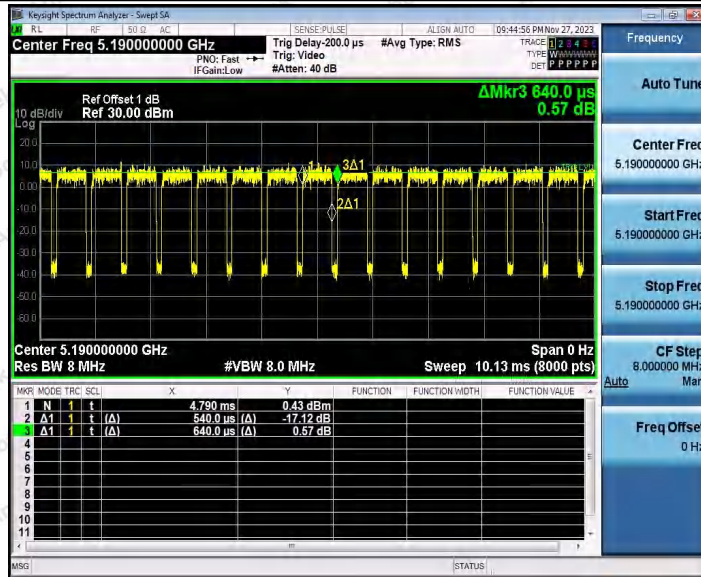 Keysight Spectrum Analyzer - Swept SA
RL RF 50 Ω AC SENSE:PULSE ALIGN AUTO 09:44:56 PM Nov 27, 2023
Center Freq 5.190000000 GHz
PNO: Fast
IFGain:Low
Trig Delay-200.0 µs
Trig: Video
#Atten: 40 dB
#Avg Type: RMS
TRACE 1 2 3 4 5 6
TYPE
DET P P P P P P
ΔMkr3 640.0 µs
0.57 dB
Ref Offset 1 dB
10 dB/div Ref 30.00 dBm
Log
20.0
10.0
0.00
-10.0
-20.0
-30.0
-40.0
-50.0
-60.0
1
3Δ1
2Δ1
Center 5.190000000 GHz Span 0 Hz
Res BW 8 MHz #VBW 8.0 MHz Sweep 10.13 ms (8000 pts)
MKR MODE TRC SCL X Y FUNCTION FUNCTION WIDTH FUNCTION VALUE
1 N 1 t 4.790 ms 0.43 dBm
2 Δ1 1 t (Δ) 540.0 µs (Δ) -17.12 dB
3 Δ1 1 t (Δ) 640.0 µs (Δ) 0.57 dB
4
5
6
7
8
9
10
11
MSG STATUS
Frequency
Auto Tune
Center Freq
5.190000000 GHz
Start Freq
5.190000000 GHz
Stop Freq
5.190000000 GHz
CF Step
8.000000 MHz
Auto Man
Freq Offset
0 Hz